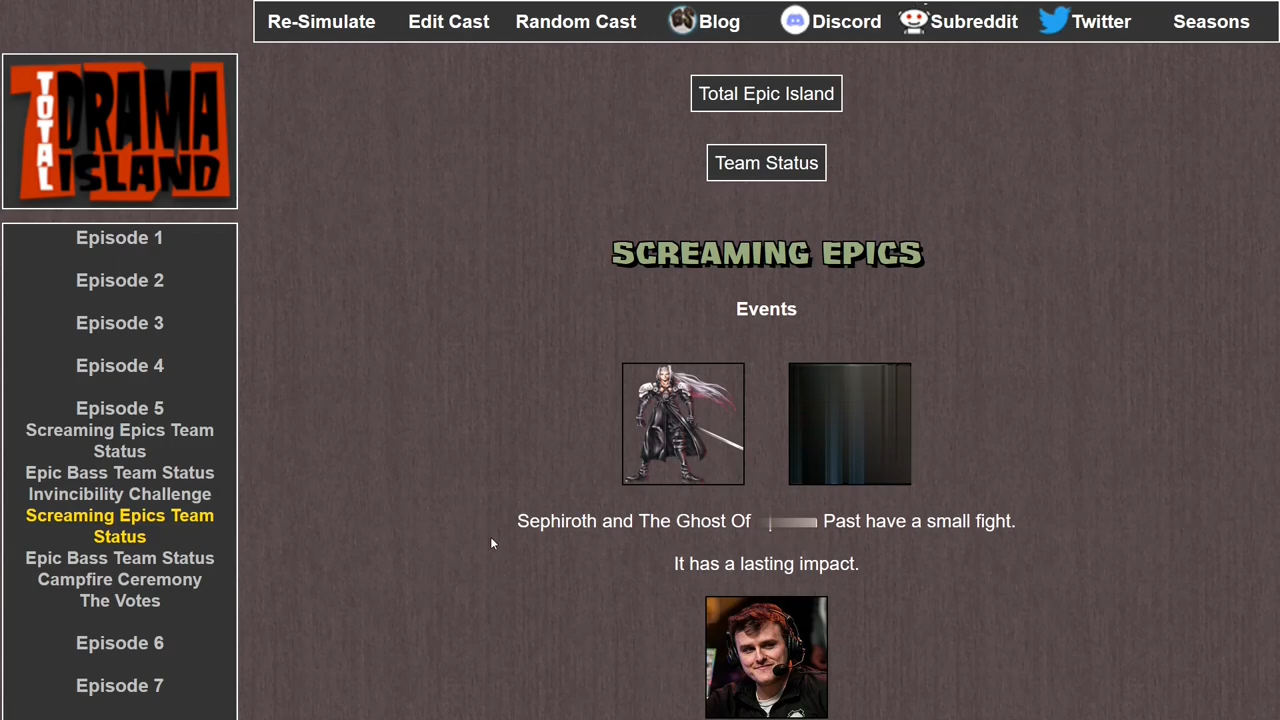 Re-Simulate Edit Cast Random Cast Blog Discord Subreddit Twitter Seasons
TOTAL DRAMA ISLAND
Episode 1
Episode 2
Episode 3
Episode 4
Episode 5
Screaming Epics Team
Status
Epic Bass Team Status
Invincibility Challenge
Screaming Epics Team
Status
Epic Bass Team Status
Campfire Ceremony
The Votes
Episode 6
Episode 7
Total Epic Island
Team Status
SCREAMING EPICS
Events
Sephiroth and The Ghost Of Past have a small fight.
It has a lasting impact.